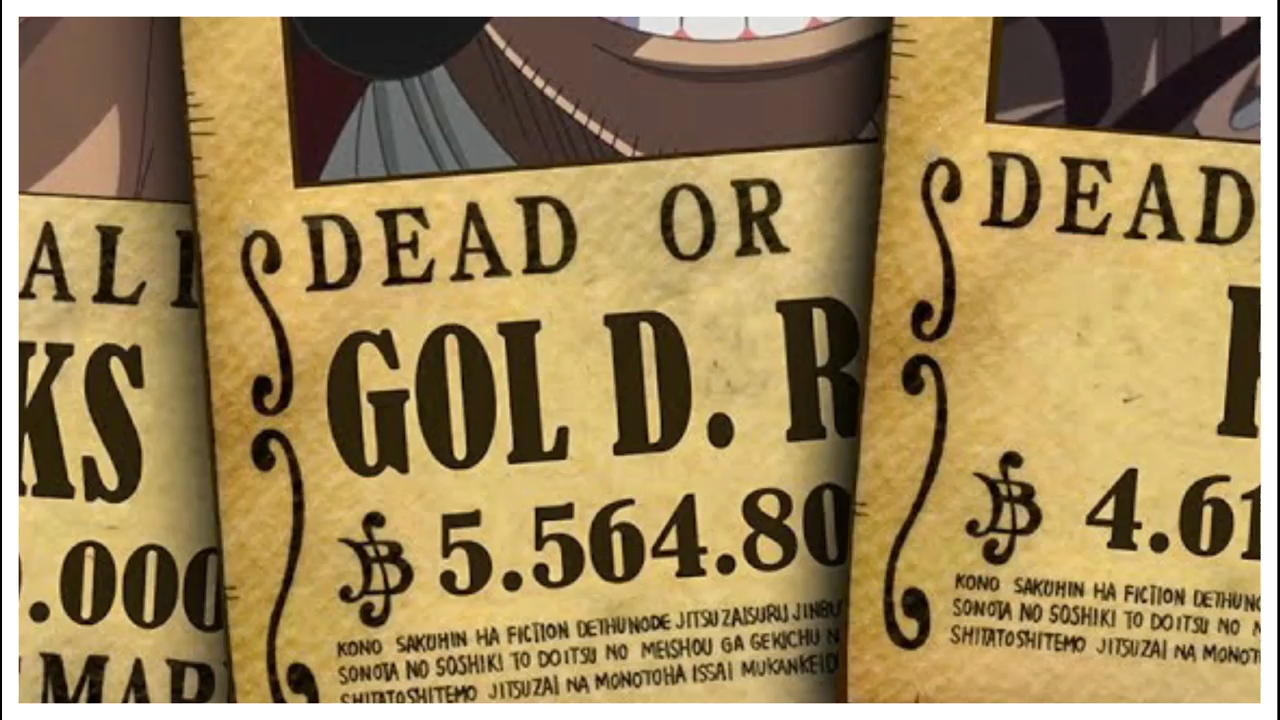 ALI
KS
.000
MAR
DEAD OR
GOL D. R
฿ 5.564.80
KONO SAKUHIN HA FICTION DETHUNODE JITSUZAISURU JINBU
SONOTA NO SOSHIKI TO DOITSU NO MEISHOU GA GEKICHU N
SHITATOSHITEMO JITSUZAI NA MONOTOHA ISSAI MUKANKEID
DEAD
฿ 4.61
KONO SAKUHIN HA FICTION DETHUNO
SONOTA NO SOSHIKI TO DOITSU NO
SHITATOSHITEMO JITSUZAI NA MONOT